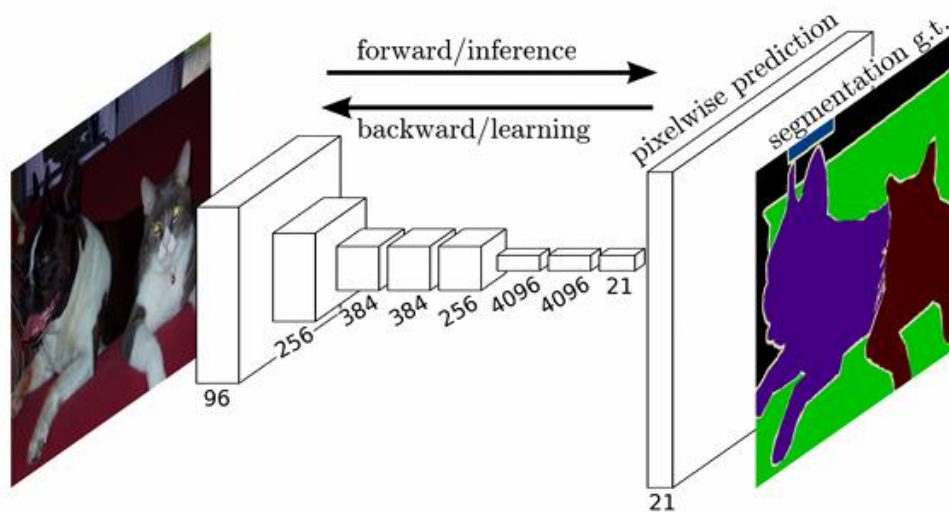 forward/inference
backward/learning
pixelwise prediction
segmentation g.t.
96
256
384
384
256
4096
4096
21
21